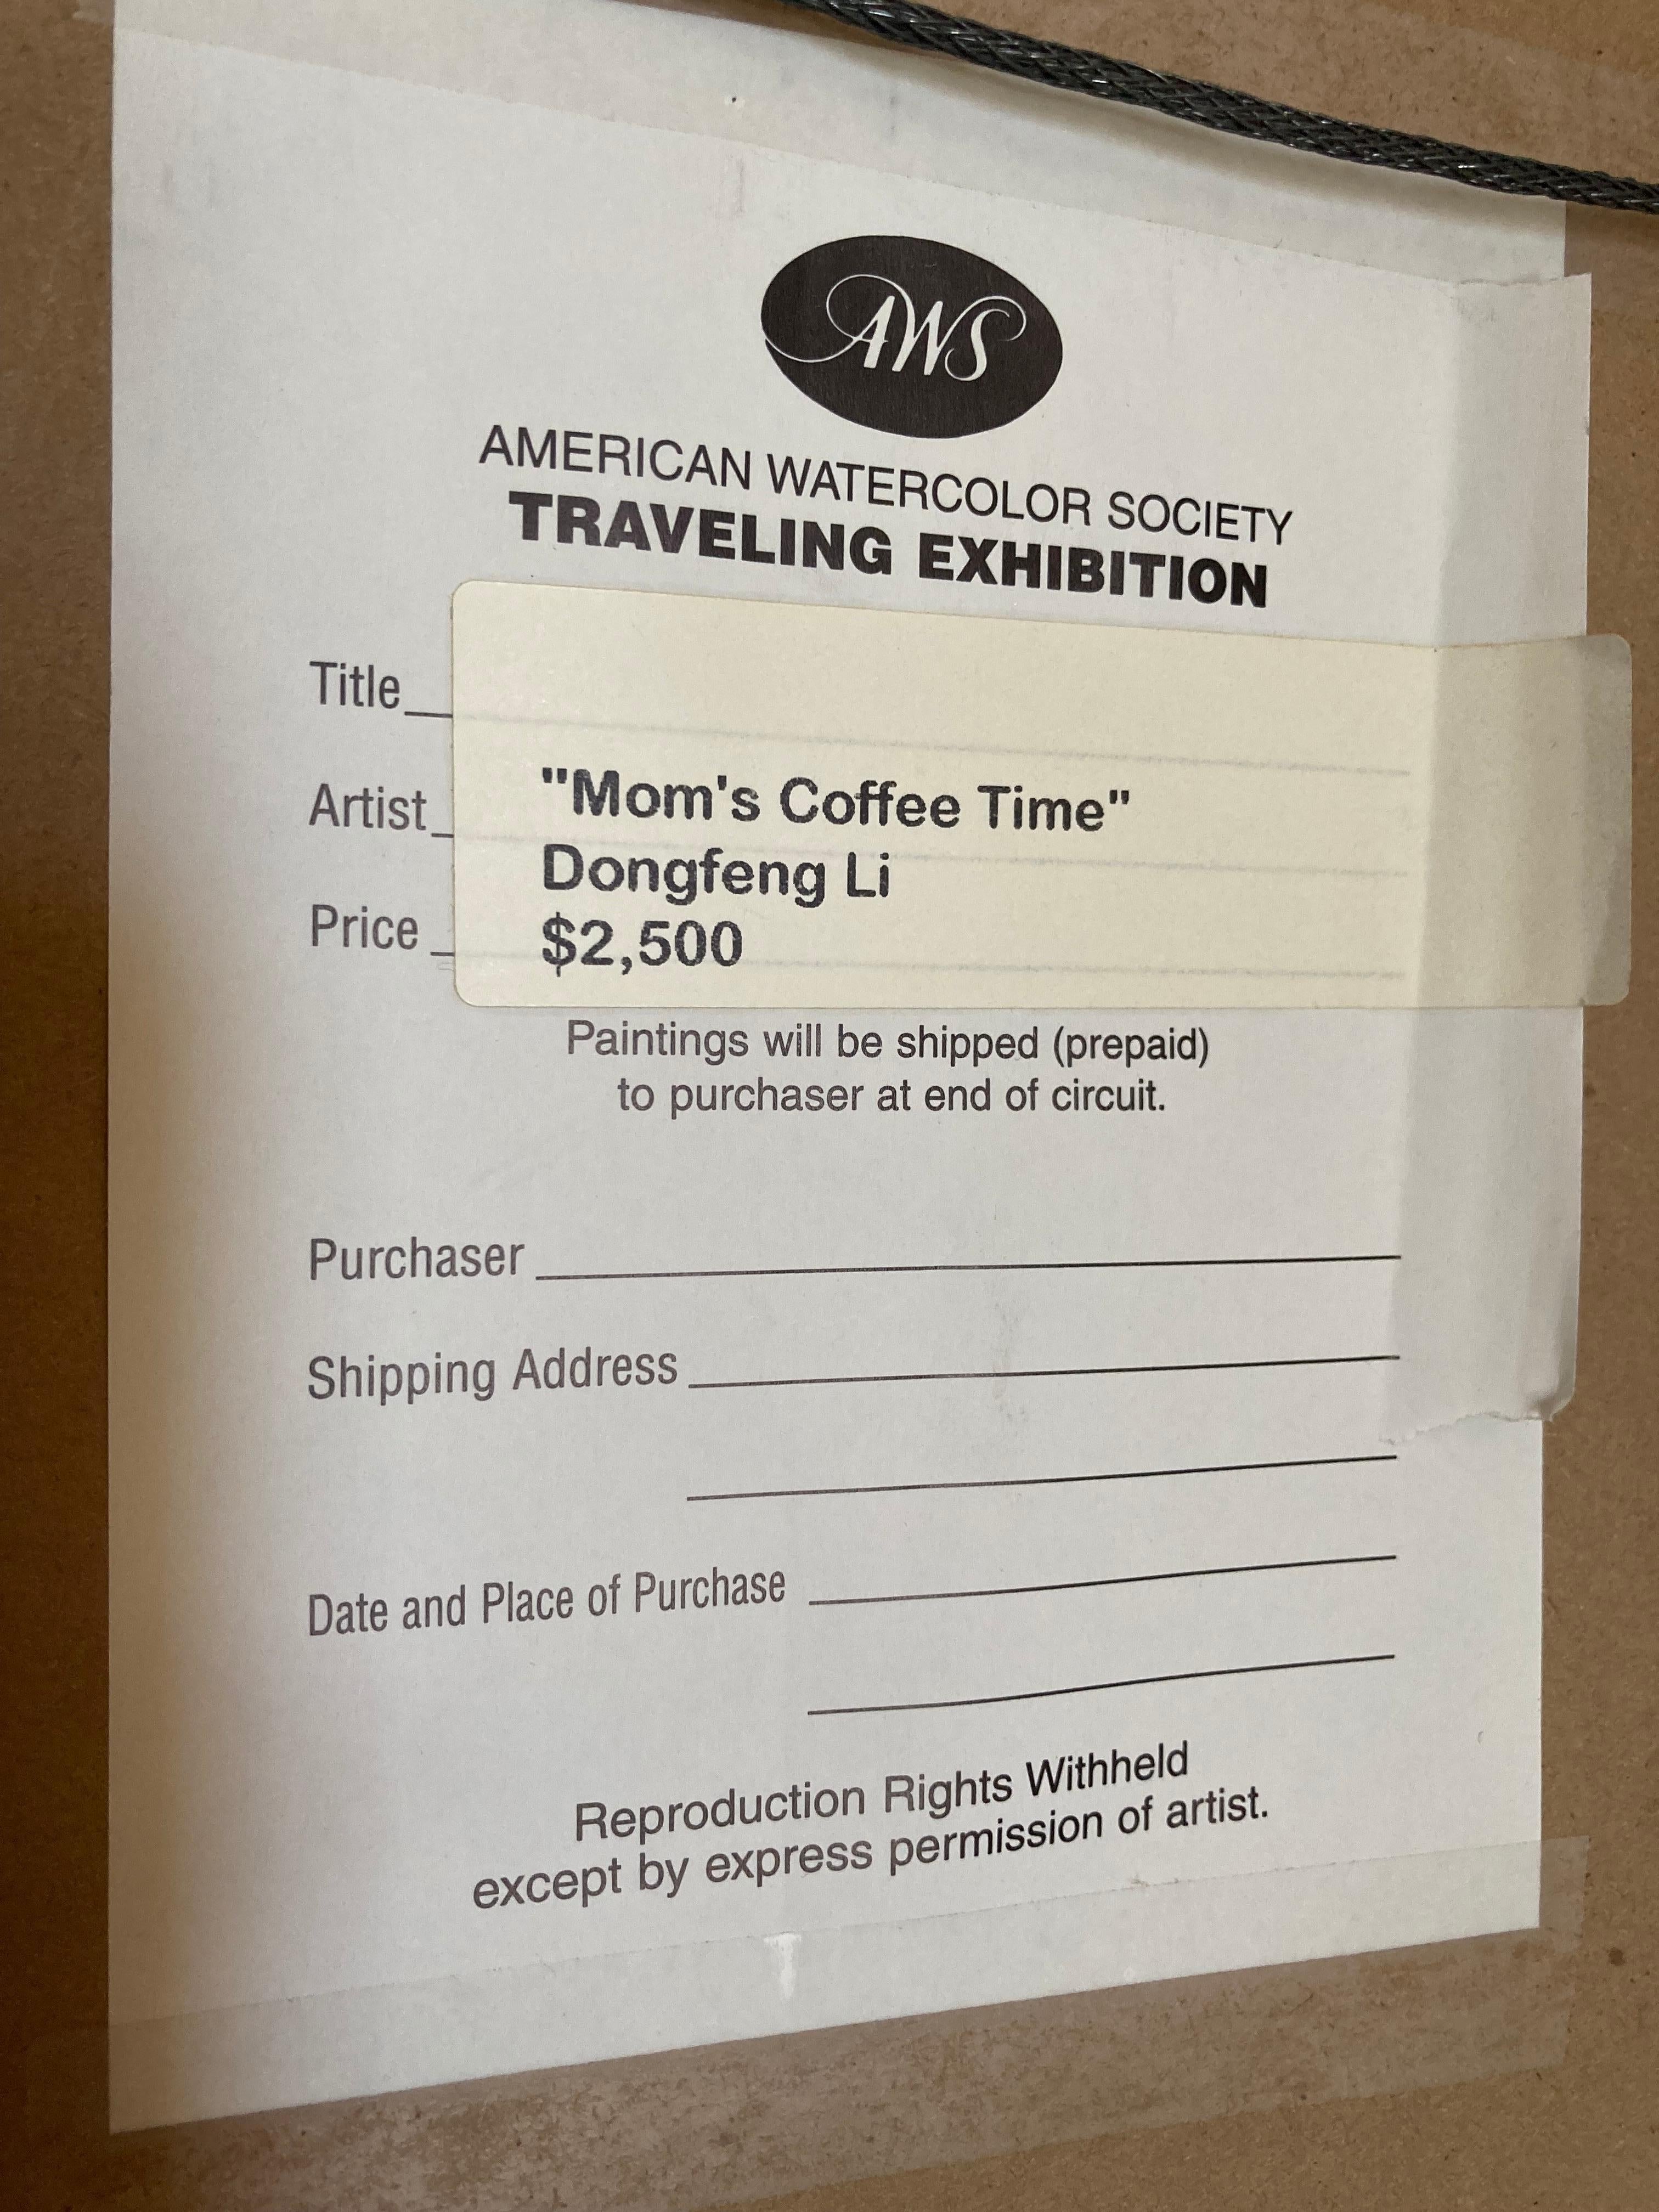 AWS
AMERICAN WATERCOLOR SOCIETY
TRAVELING EXHIBITION
Title
"Mom's Coffee Time"
Artist
Dongfeng Li
Price
$2,500
Paintings will be shipped (prepaid)
to purchaser at end of circuit.
Purchaser
Shipping Address
Date and Place of Purchase
Reproduction Rights Withheld
except by express permission of artist.